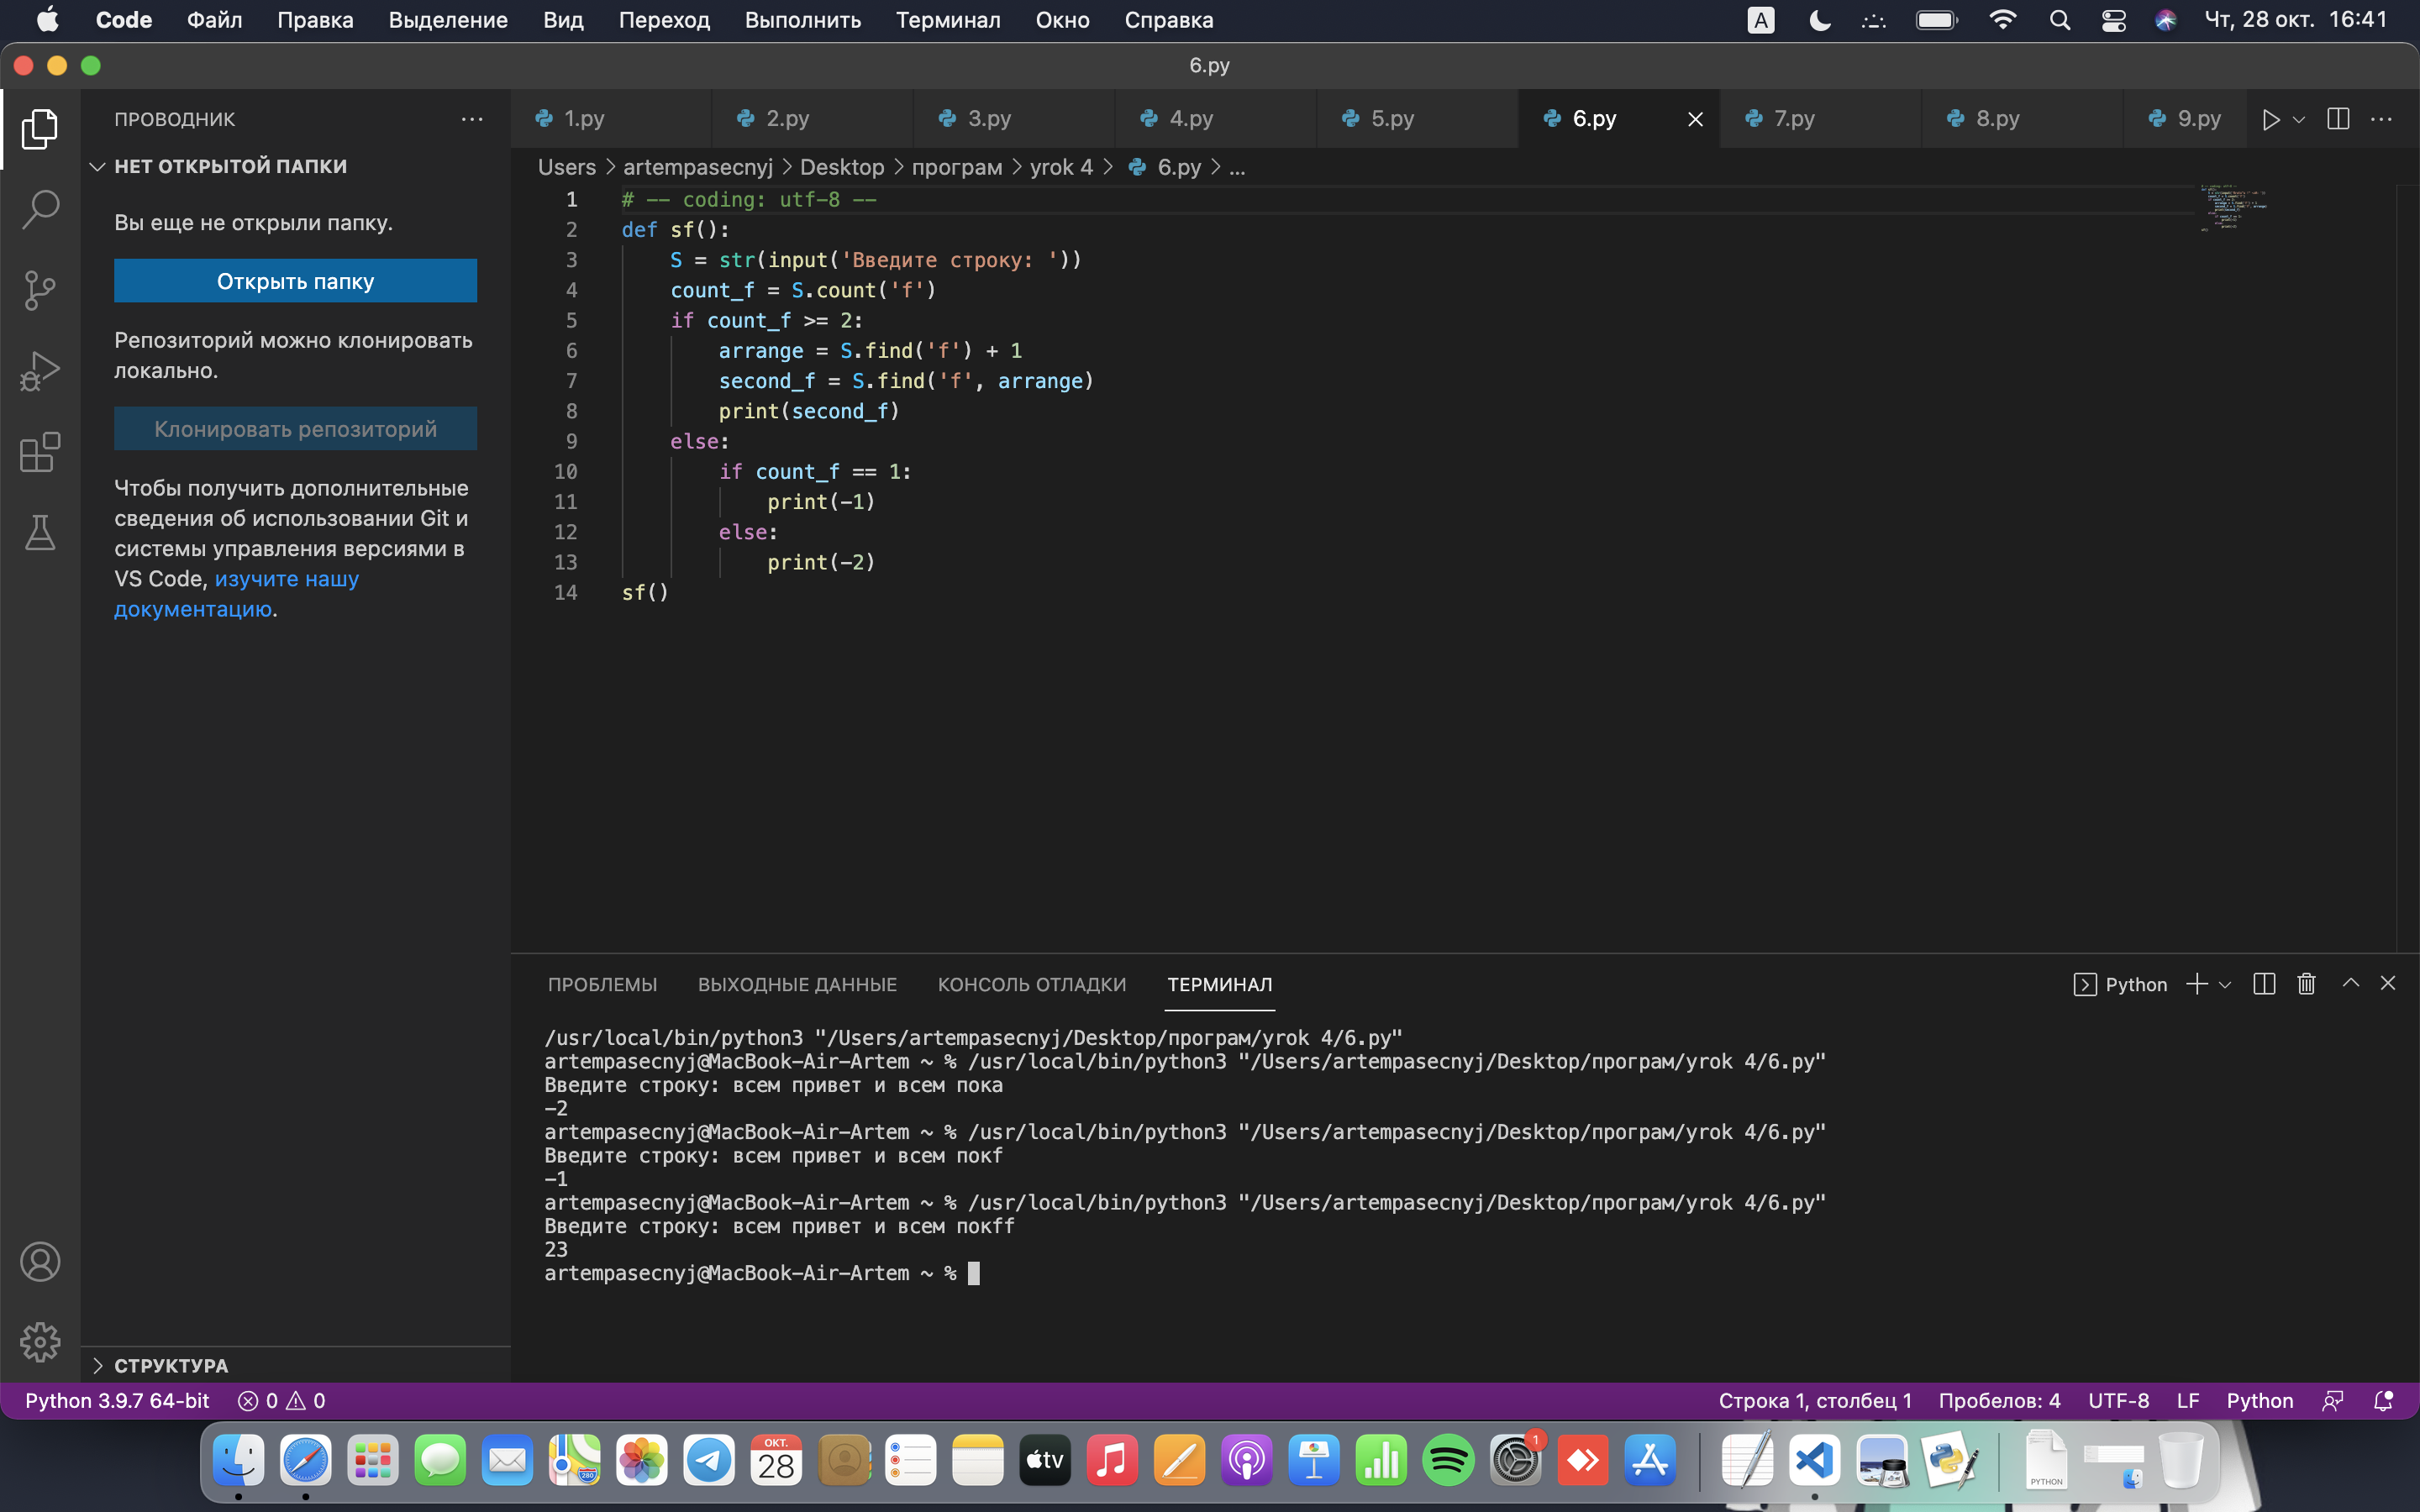 Code Файл Правка Выделение Вид Переход Выполнить Терминал Окно Справка A Чт, 28 окт. 16:41
6.py
ПРОВОДНИК
НЕТ ОТКРЫТОЙ ПАПКИ
Вы еще не открыли папку.
Открыть папку
Репозиторий можно клонировать
локально.
Клонировать репозиторий
Чтобы получить дополнительные
сведения об использовании Git и
системы управления версиями в
VS Code, изучите нашу
документацию.
СТРУКТУРА
1.py 2.py 3.py 4.py 5.py 6.py 7.py 8.py 9.py
Users > artempasecnyj > Desktop > програм > yrok 4 > 6.py > ...
1 # -- coding: utf-8 --
2 def sf():
3 S = str(input('Введите строку: '))
4 count_f = S.count('f')
5 if count_f >= 2:
6 arrange = S.find('f') + 1
7 second_f = S.find('f', arrange)
8 print(second_f)
9 else:
10 if count_f == 1:
11 print(-1)
12 else:
13 print(-2)
14 sf()
ПРОБЛЕМЫ ВЫХОДНЫЕ ДАННЫЕ КОНСОЛЬ ОТЛАДКИ ТЕРМИНАЛ Python
/usr/local/bin/python3 "/Users/artempasecnyj/Desktop/програм/yrok 4/6.py"
artempasecnyj@MacBook-Air-Artem ~ % /usr/local/bin/python3 "/Users/artempasecnyj/Desktop/програм/yrok 4/6.py"
Введите строку: всем привет и всем пока
-2
artempasecnyj@MacBook-Air-Artem ~ % /usr/local/bin/python3 "/Users/artempasecnyj/Desktop/програм/yrok 4/6.py"
Введите строку: всем привет и всем покf
-1
artempasecnyj@MacBook-Air-Artem ~ % /usr/local/bin/python3 "/Users/artempasecnyj/Desktop/програм/yrok 4/6.py"
Введите строку: всем привет и всем покff
23
artempasecnyj@MacBook-Air-Artem ~ %
Python 3.9.7 64-bit 0 0 Строка 1, столбец 1 Пробелов: 4 UTF-8 LF Python
280 ОКТ. 28 tv 1 PYTHON